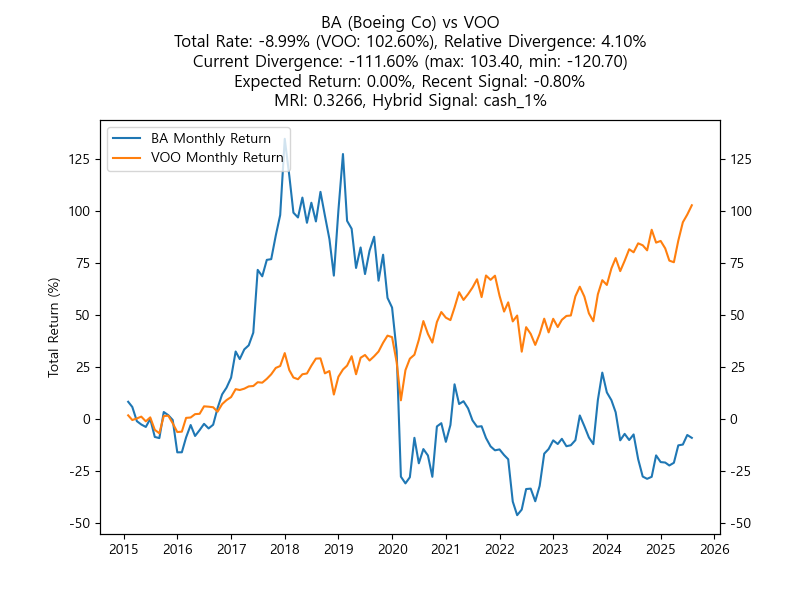 BA (Boeing Co) vs VOO
Total Rate: -8.99% (VOO: 102.60%), Relative Divergence: 4.10%
Current Divergence: -111.60% (max: 103.40, min: -120.70)
Expected Return: 0.00%, Recent Signal: -0.80%
MRI: 0.3266, Hybrid Signal: cash_1%
BA Monthly Return
VOO Monthly Return
Total Return (%)
125
100
75
50
25
0
-25
-50
125
100
75
50
25
0
-25
-50
2015 2016 2017 2018 2019 2020 2021 2022 2023 2024 2025 2026